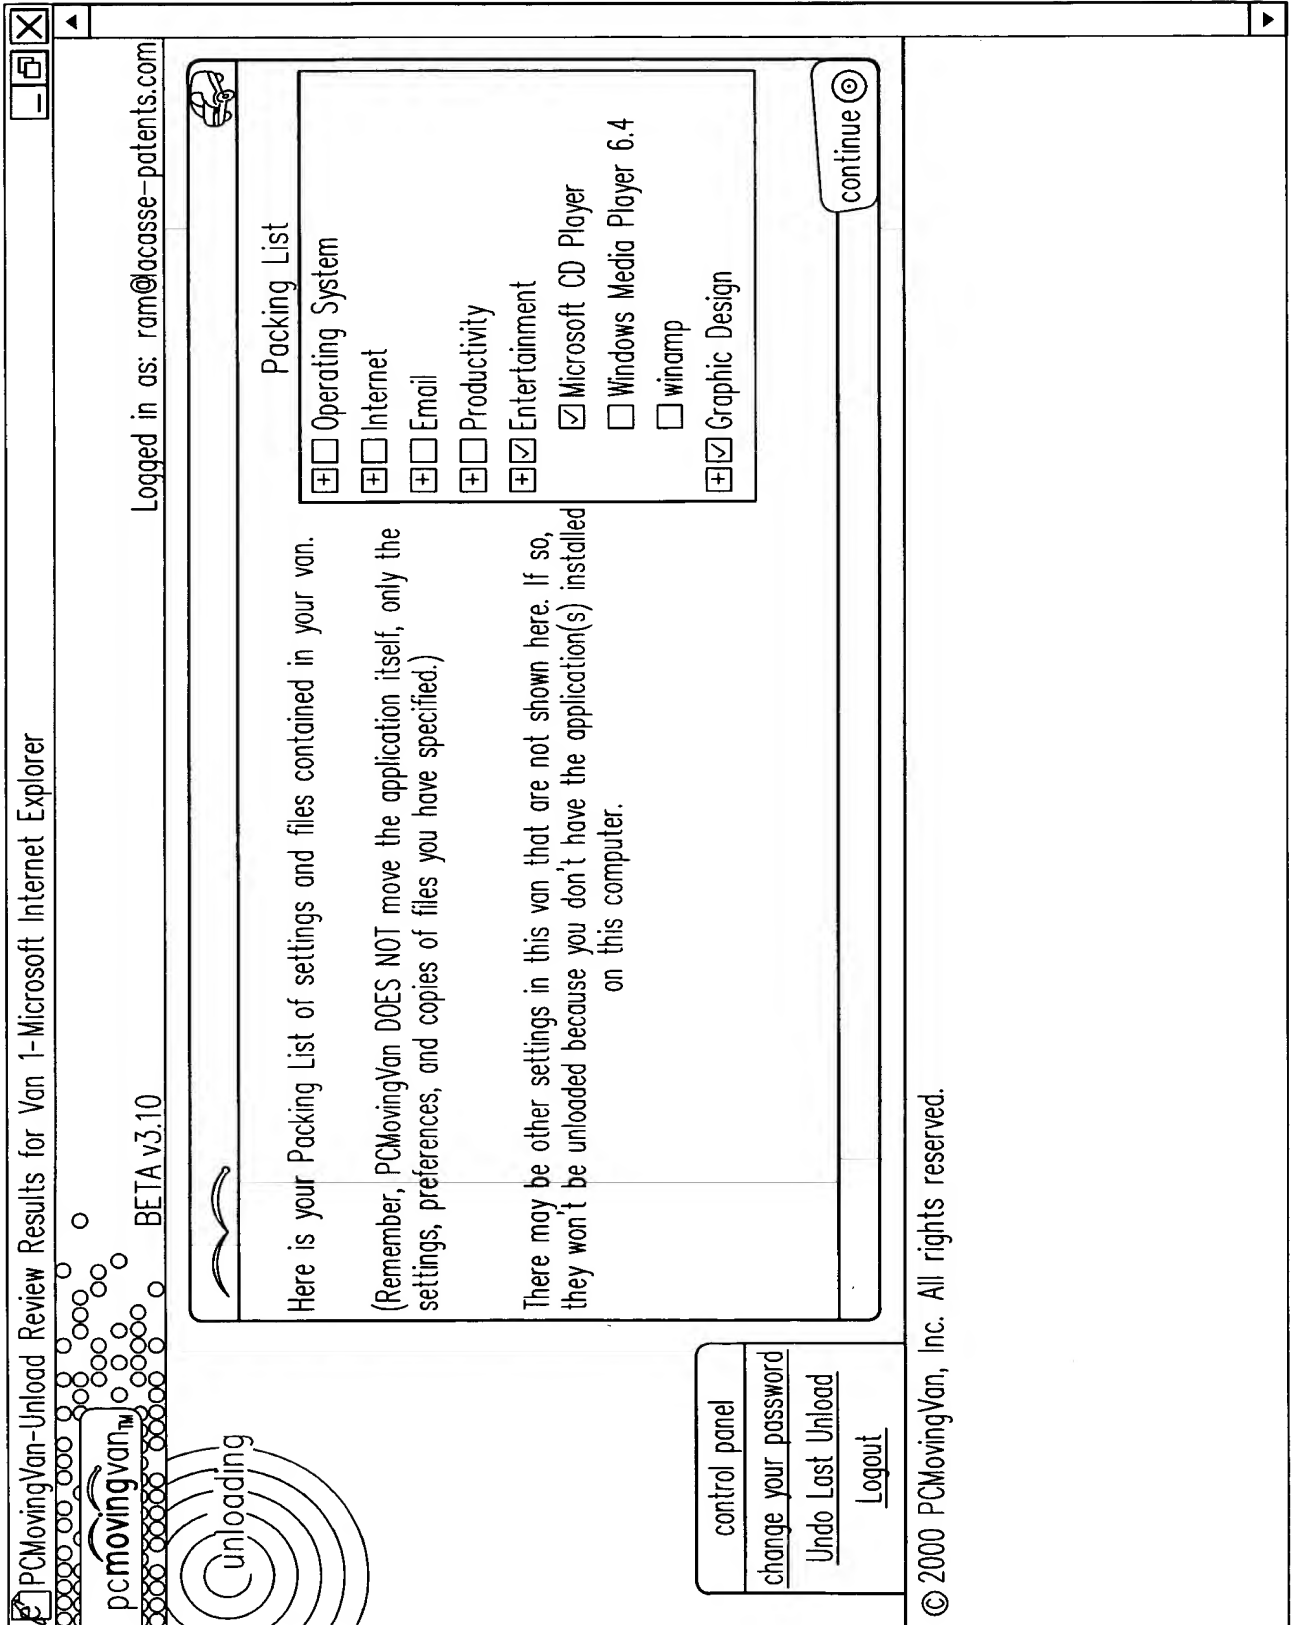 PCMovingVan-Unload Review Results for Van 1-Microsoft Internet Explorer
pcmovingvan™
BETA v3.10
Logged in as: ram@lacasse-patents.com
unloading
Here is your Packing List of settings and files contained in your van.
(Remember, PCMovingVan DOES NOT move the application itself, only the
settings, preferences, and copies of files you have specified.)
There may be other settings in this van that are not shown here. If so,
they won't be unloaded because you don't have the application(s) installed
on this computer.
Packing List
Operating System
Internet
Email
Productivity
Entertainment
Microsoft CD Player
Windows Media Player 6.4
winamp
Graphic Design
continue
control panel
change your password
Undo Last Unload
Logout
© 2000 PCMovingVan, Inc. All rights reserved.